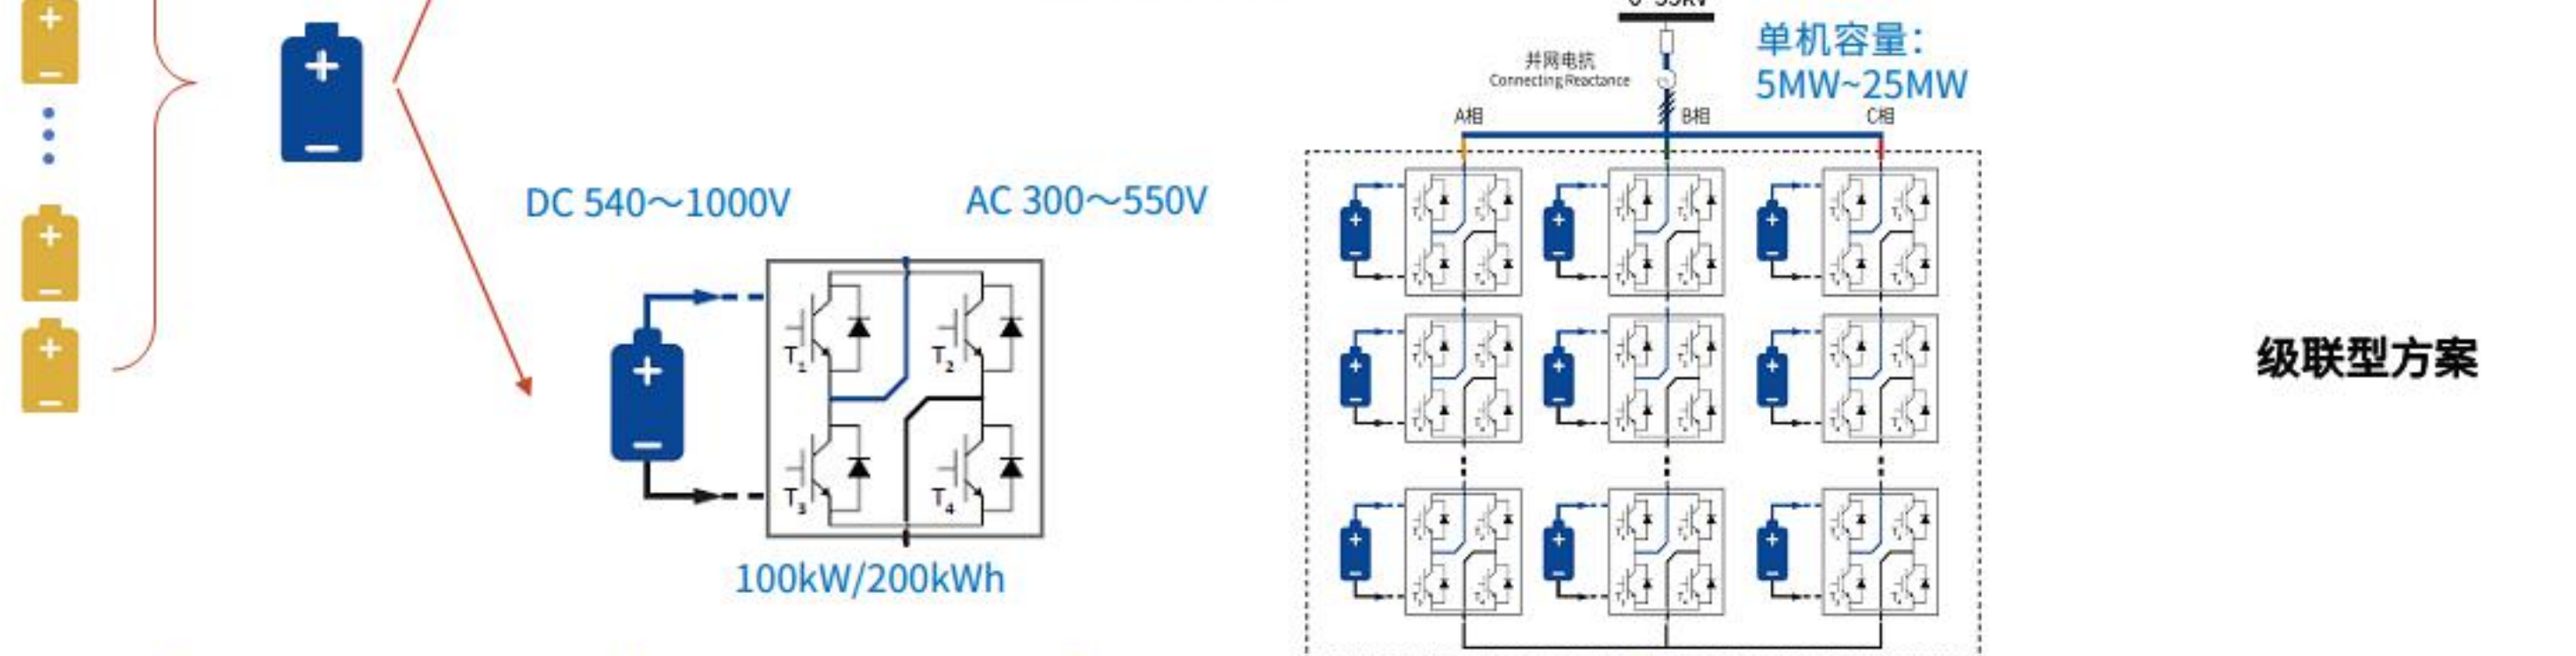 单机容量：
5MW~25MW
并网电抗
Connecting Reactance
A相
B相
C相
DC 540～1000V
AC 300～550V
T1
T2
T3
T4
100kW/200kWh
级联型方案